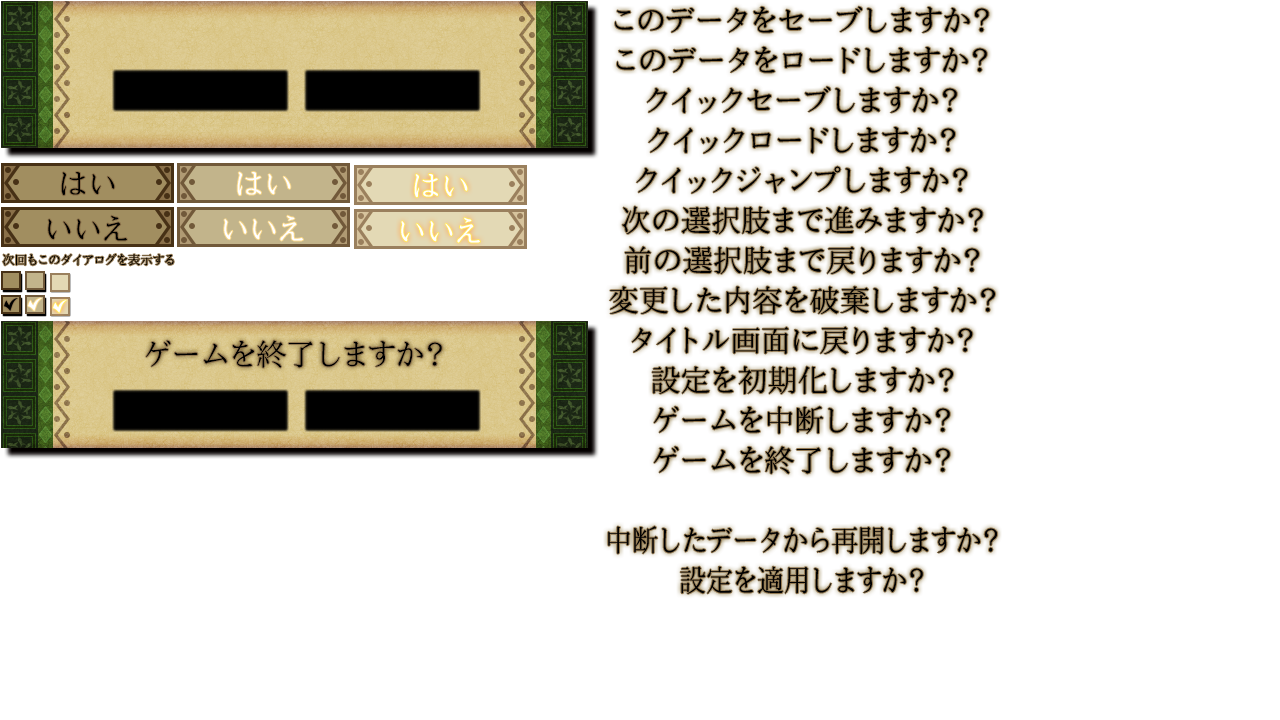 はい
はい
はい
いいえ
いいえ
いいえ
次回もこのダイアログを表示する
ゲームを終了しますか?
このデータをセーブしますか?
このデータをロードしますか?
クイックセーブしますか?
クイックロードしますか?
クイックジャンプしますか?
次の選択肢まで進みますか?
前の選択肢まで戻りますか?
変更した内容を破棄しますか?
タイトル画面に戻りますか?
設定を初期化しますか?
ゲームを中断しますか?
ゲームを終了しますか?
中断したデータから再開しますか?
設定を適用しますか?